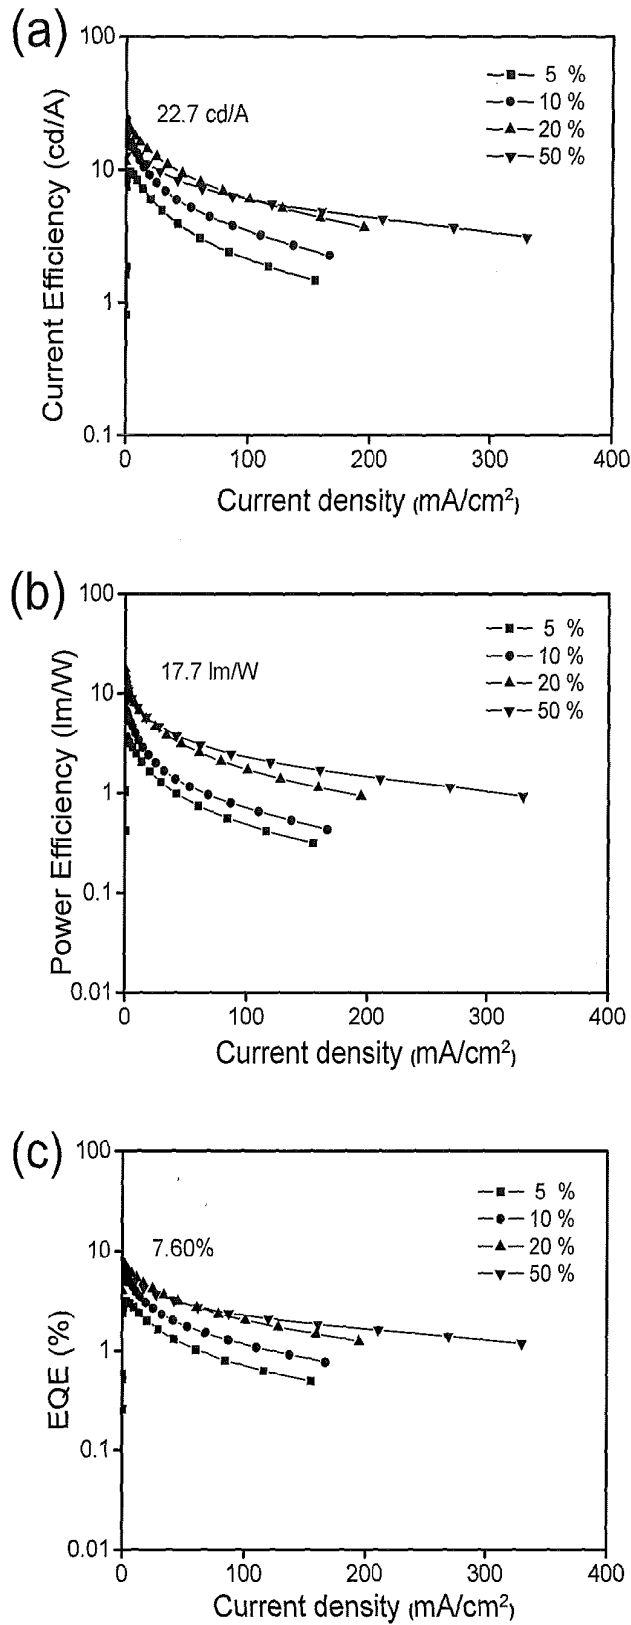 (a)
100
10
1
0.1
Current Efficiency (cd/A)
22.7 cd/A
5 %
10 %
20 %
50 %
0 100 200 300 400
Current density (mA/cm²)
(b)
100
10
1
0.1
0.01
Power Efficiency (lm/W)
17.7 lm/W
5 %
10 %
20 %
50 %
0 100 200 300 400
Current density (mA/cm²)
(c)
100
10
1
0.1
0.01
EQE (%)
7.60%
5 %
10 %
20 %
50 %
0 100 200 300 400
Current density (mA/cm²)